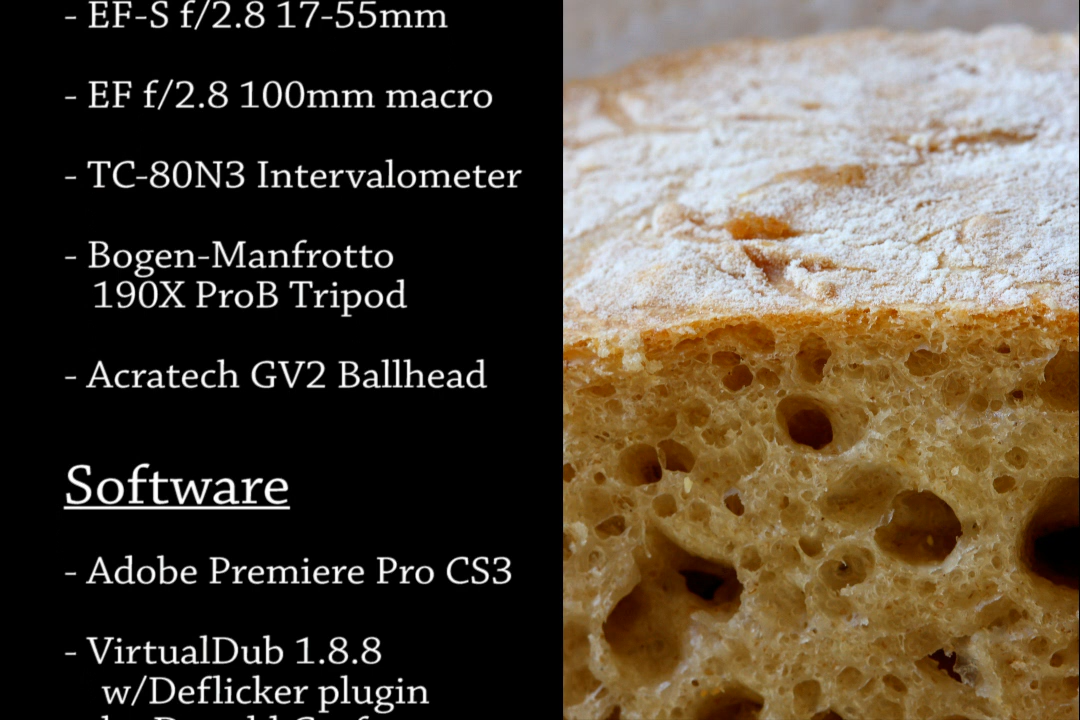 - EF-S f/2.8 17-55mm
- EF f/2.8 100mm macro
- TC-80N3 Intervalometer
- Bogen-Manfrotto
190X ProB Tripod
- Acratech GV2 Ballhead
Software
- Adobe Premiere Pro CS3
- VirtualDub 1.8.8
w/Deflicker plugin